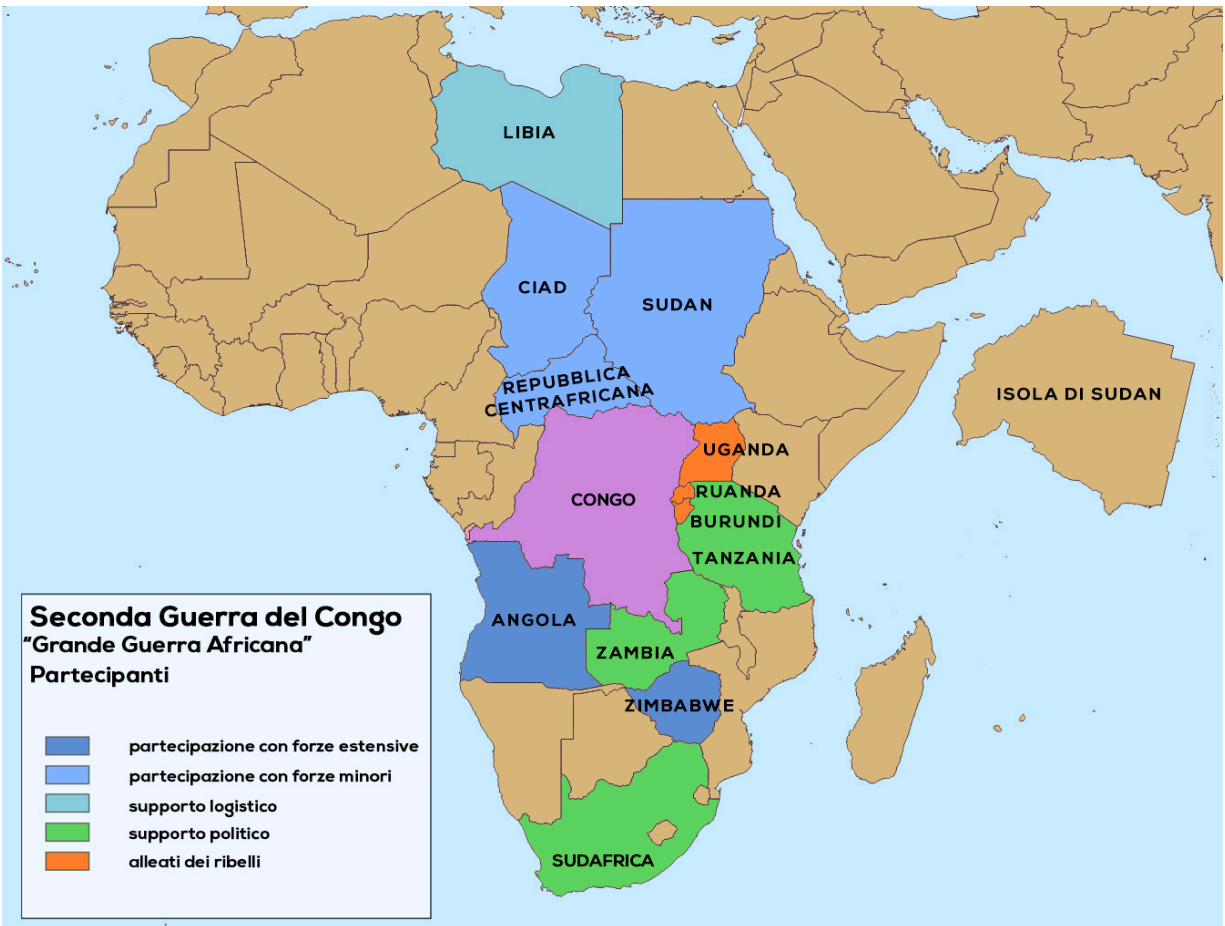 LIBIA
CIAD
SUDAN
REPUBBLICA
CENTRAFRICANA
ISOLA DI SUDAN
UGANDA
CONGO
RUANDA
BURUNDI
TANZANIA
ANGOLA
ZAMBIA
ZIMBABWE
SUDAFRICA
Seconda Guerra del Congo
“Grande Guerra Africana”
Partecipanti
partecipazione con forze estensive
partecipazione con forze minori
supporto logistico
supporto politico
alleati dei ribelli